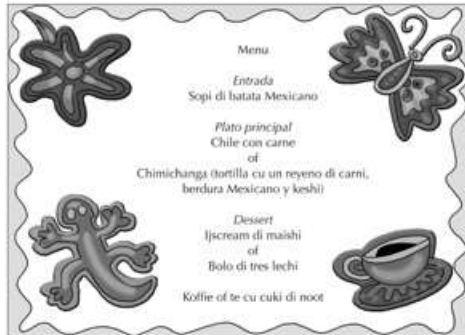 Menu
Entrada
Sopi di batata Mexicano
Plato principal
Chile con carne
of
Chimichanga (tortilla cu un reyeno di carni,
berdura Mexicano y keshi)
Dessert
Ijscream di maishi
of
Bolo di tres lechi
Koffie of te cu cuki di noot